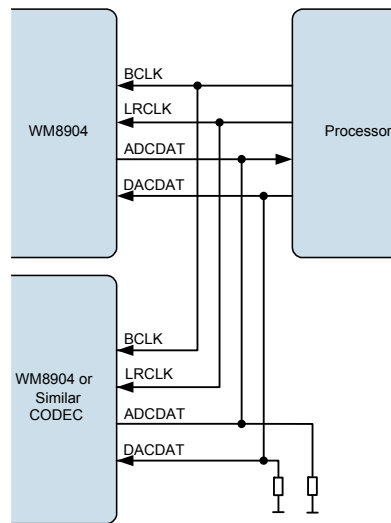 BCLK
LRCLK
WM8904
Processor
ADCDAT
DACDAT
BCLK
LRCLK
WM8904 or
Similar
CODEC
ADCDAT
DACDAT